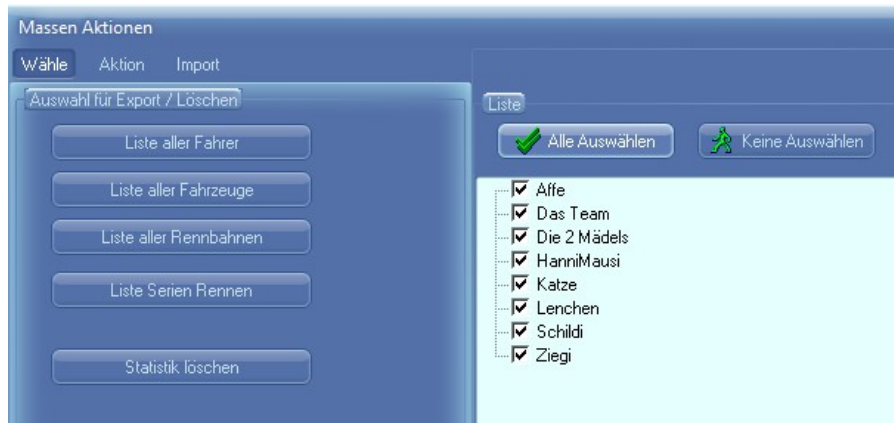 Massen Aktionen
Wähle Aktion Import
Auswahl für Export / Löschen
Liste aller Fahrer
Liste aller Fahrzeuge
Liste aller Rennbahnen
Liste Serien Rennen
Statistik löschen
Liste
Alle Auswählen Keine Auswählen
Affe
Das Team
Die 2 Mädels
HanniMausi
Katze
Lenchen
Schildi
Ziegi